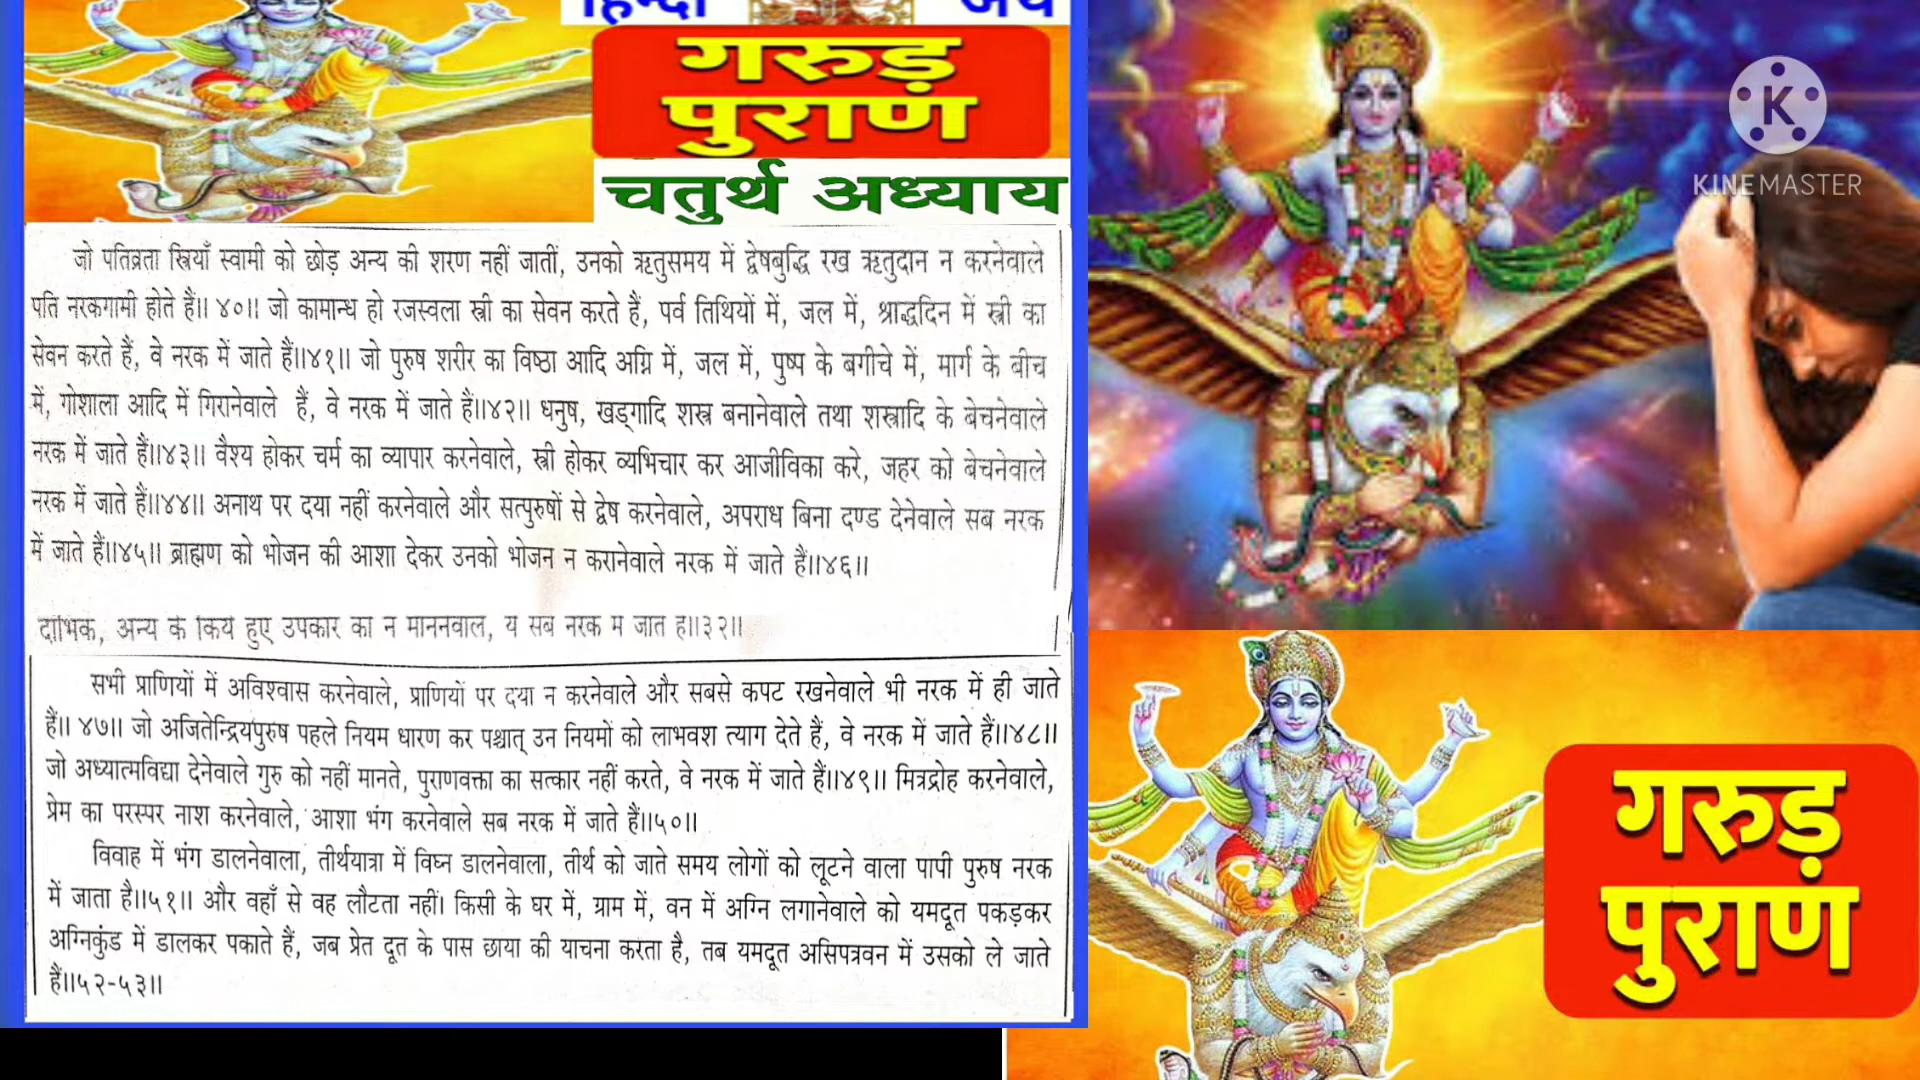 हिन्दी अर्थ
गरुड़
पुराण
चतुर्थ अध्याय
जो पतिव्रता स्त्रियाँ स्वामी को छोड़ अन्य की शरण नहीं जातीं, उनको ऋतुसमय में द्वेषबुद्धि रख ऋतुदान न करनेवाले
पति नरकगामी होते हैं॥ ४०॥ जो कामान्ध हो रजस्वला स्त्री का सेवन करते हैं, पर्व तिथियों में, जल में, श्राद्धदिन में स्त्री का
सेवन करते हैं, वे नरक में जाते हैं॥४१॥ जो पुरुष शरीर का विष्ठा आदि अग्नि में, जल में, पुष्प के बगीचे में, मार्ग के बीच
में, गोशाला आदि में गिरानेवाले हैं, वे नरक में जाते हैं॥४२॥ धनुष, खड्गादि शस्त्र बनानेवाले तथा शस्त्रादि के बेचनेवाले
नरक में जाते हैं॥४३॥ वैश्य होकर चर्म का व्यापार करनेवाले, स्त्री होकर व्यभिचार कर आजीविका करे, जहर को बेचनेवाले
नरक में जाते हैं॥४४॥ अनाथ पर दया नहीं करनेवाले और सत्पुरुषों से द्वेष करनेवाले, अपराध बिना दण्ड देनेवाले सब नरक
में जाते हैं॥४५॥ ब्राह्मण को भोजन की आशा देकर उनको भोजन न करानेवाले नरक में जाते हैं॥४६॥
दांभिक, अन्य के किये हुए उपकार को न माननेवाले, ये सब नरक में जाते हैं॥३२॥
सभी प्राणियों में अविश्वास करनेवाले, प्राणियों पर दया न करनेवाले और सबसे कपट रखनेवाले भी नरक में ही जाते
हैं॥ ४७॥ जो अजितेन्द्रियपुरुष पहले नियम धारण कर पश्चात् उन नियमों को लाभवश त्याग देते हैं, वे नरक में जाते हैं॥४८॥
जो अध्यात्मविद्या देनेवाले गुरु को नहीं मानते, पुराणवक्ता का सत्कार नहीं करते, वे नरक में जाते हैं॥४९॥ मित्रद्रोह करनेवाले,
प्रेम का परस्पर नाश करनेवाले, आशा भंग करनेवाले सब नरक में जाते हैं॥५०॥
विवाह में भंग डालनेवाला, तीर्थयात्रा में विघ्न डालनेवाला, तीर्थ को जाते समय लोगों को लूटने वाला पापी पुरुष नरक
में जाता है॥५१॥ और वहाँ से वह लौटता नहीं। किसी के घर में, ग्राम में, वन में अग्नि लगानेवाले को यमदूत पकड़कर
अग्निकुंड में डालकर पकाते हैं, जब प्रेत दूत के पास छाया की याचना करता है, तब यमदूत असिपत्रवन में उसको ले जाते
हैं॥५२-५३॥
KINEMASTER
गरुड़
पुराण